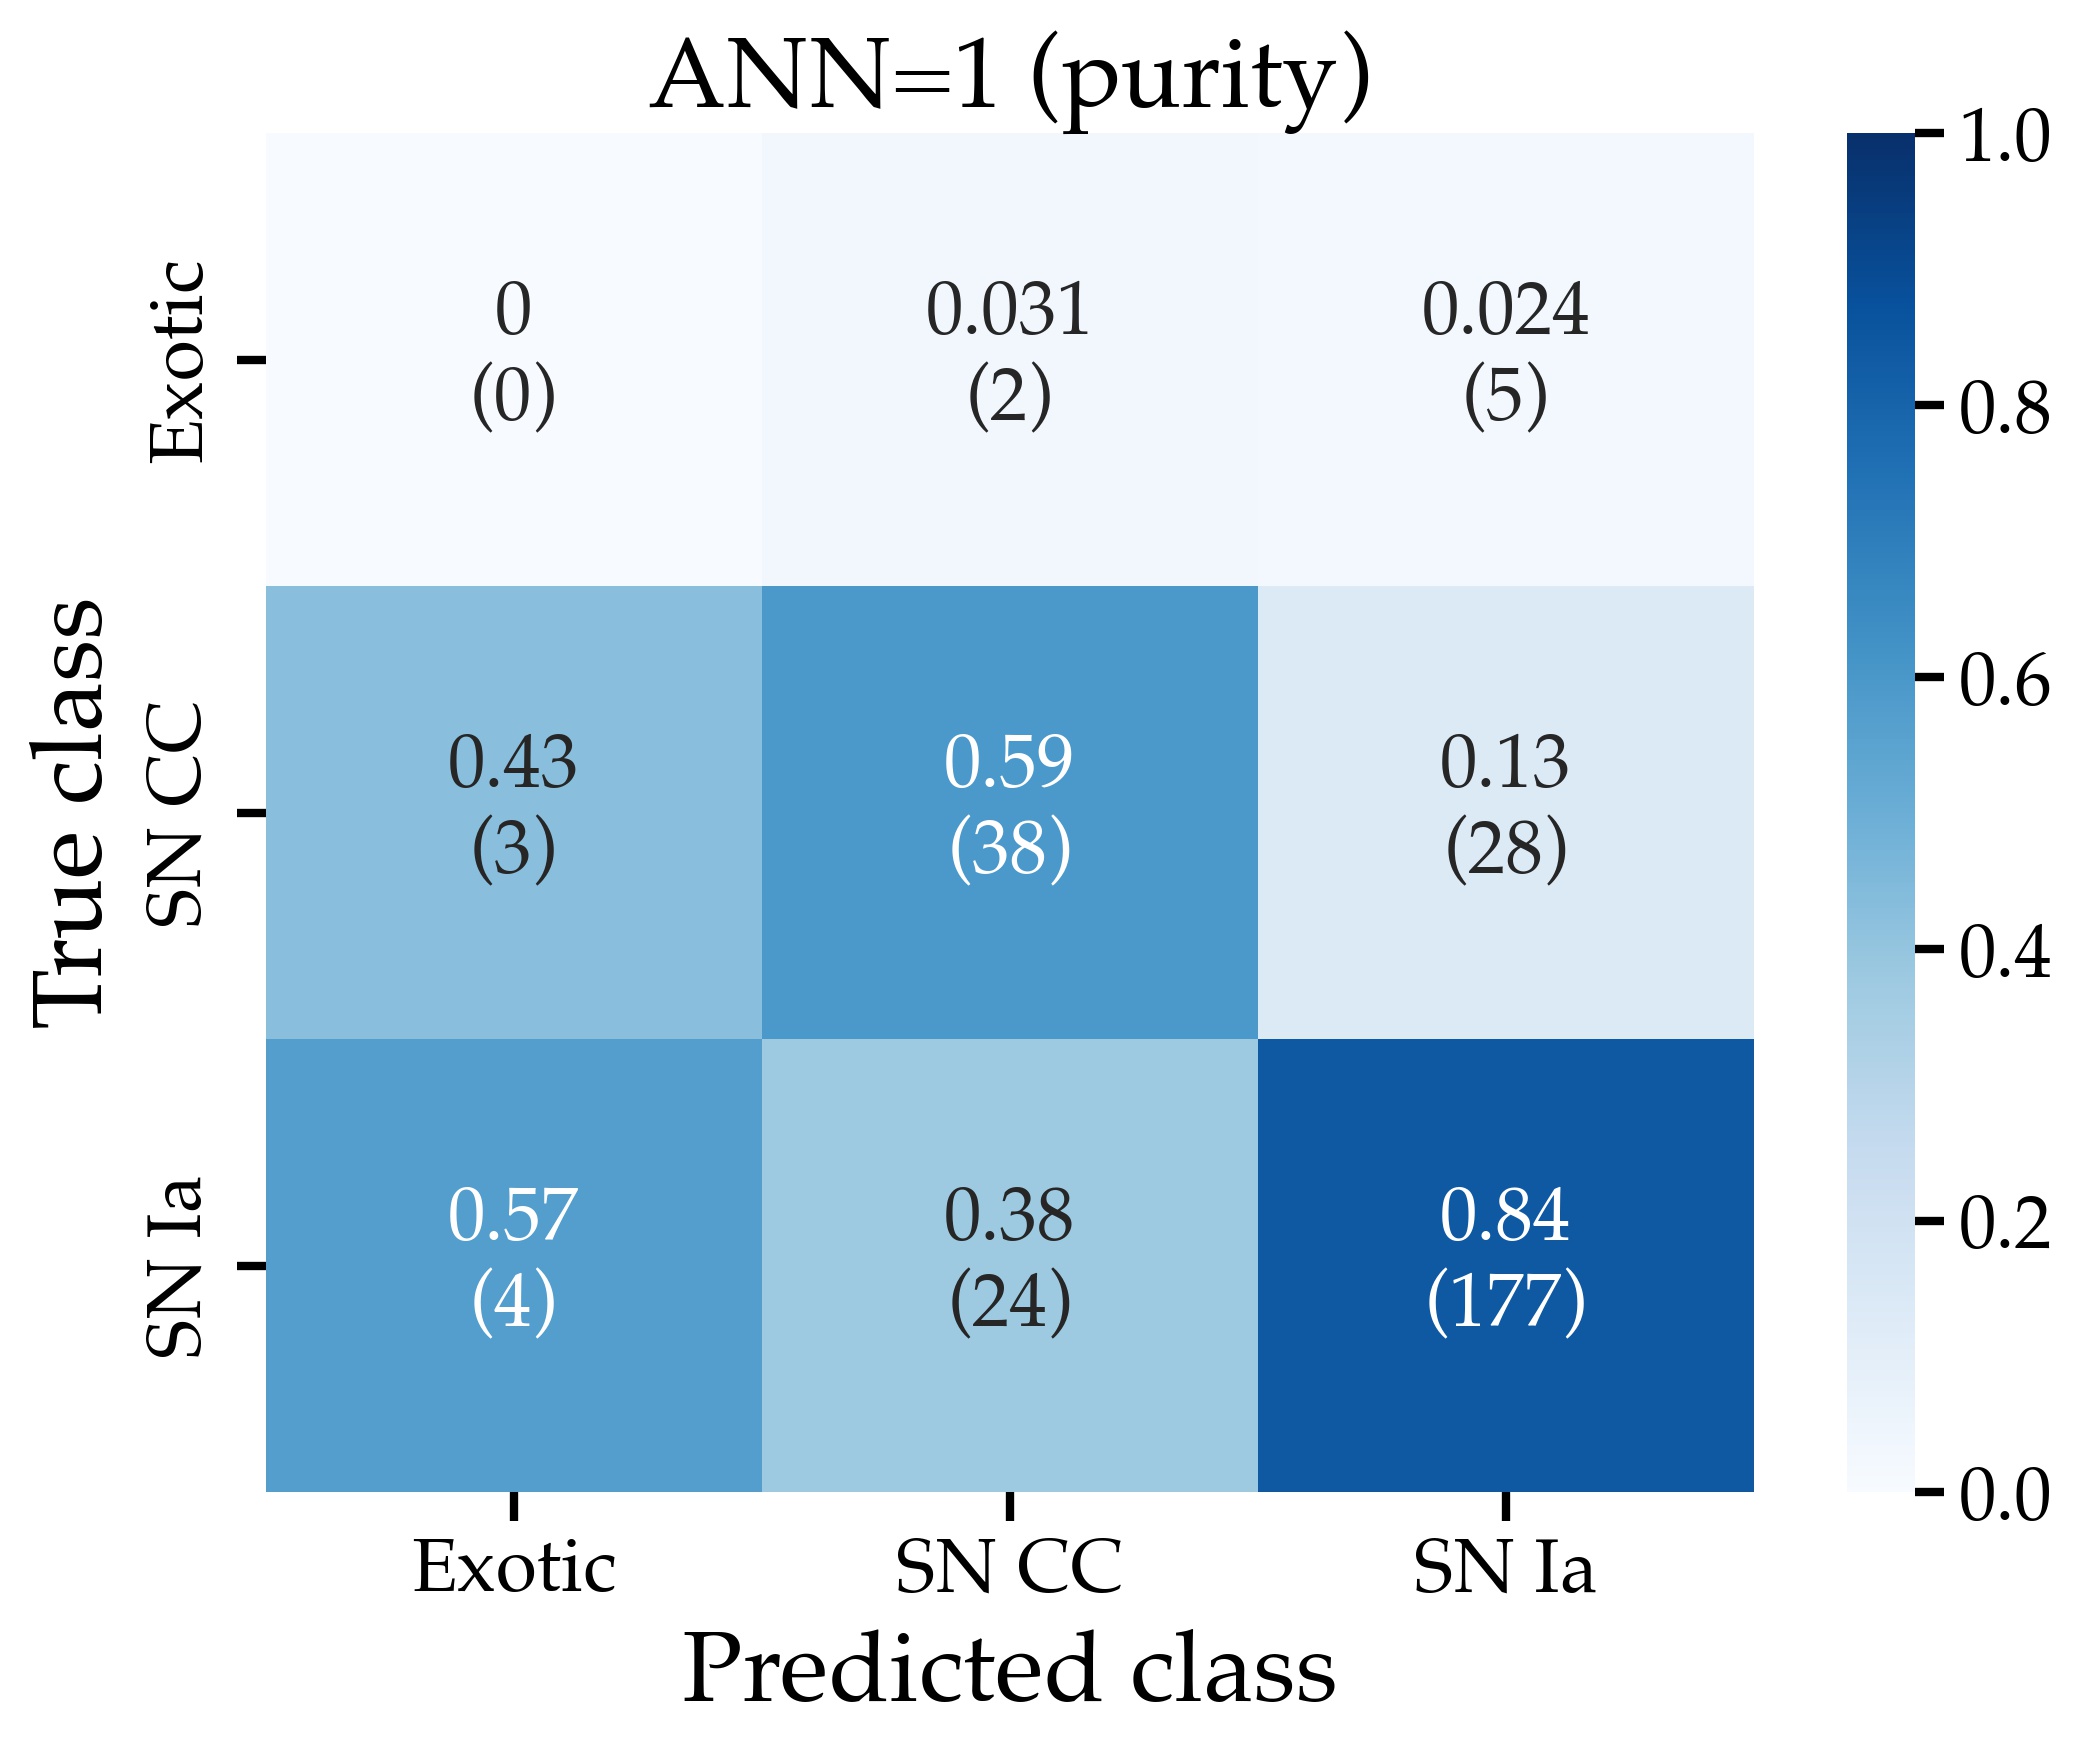 ANN=1 (purity)
True class
Exotic
0
(0)
0.031
(2)
0.024
(5)
SN CC
0.43
(3)
0.59
(38)
0.13
(28)
SN Ia
0.57
(4)
0.38
(24)
0.84
(177)
Exotic
SN CC
SN Ia
Predicted class
1.0
0.8
0.6
0.4
0.2
0.0